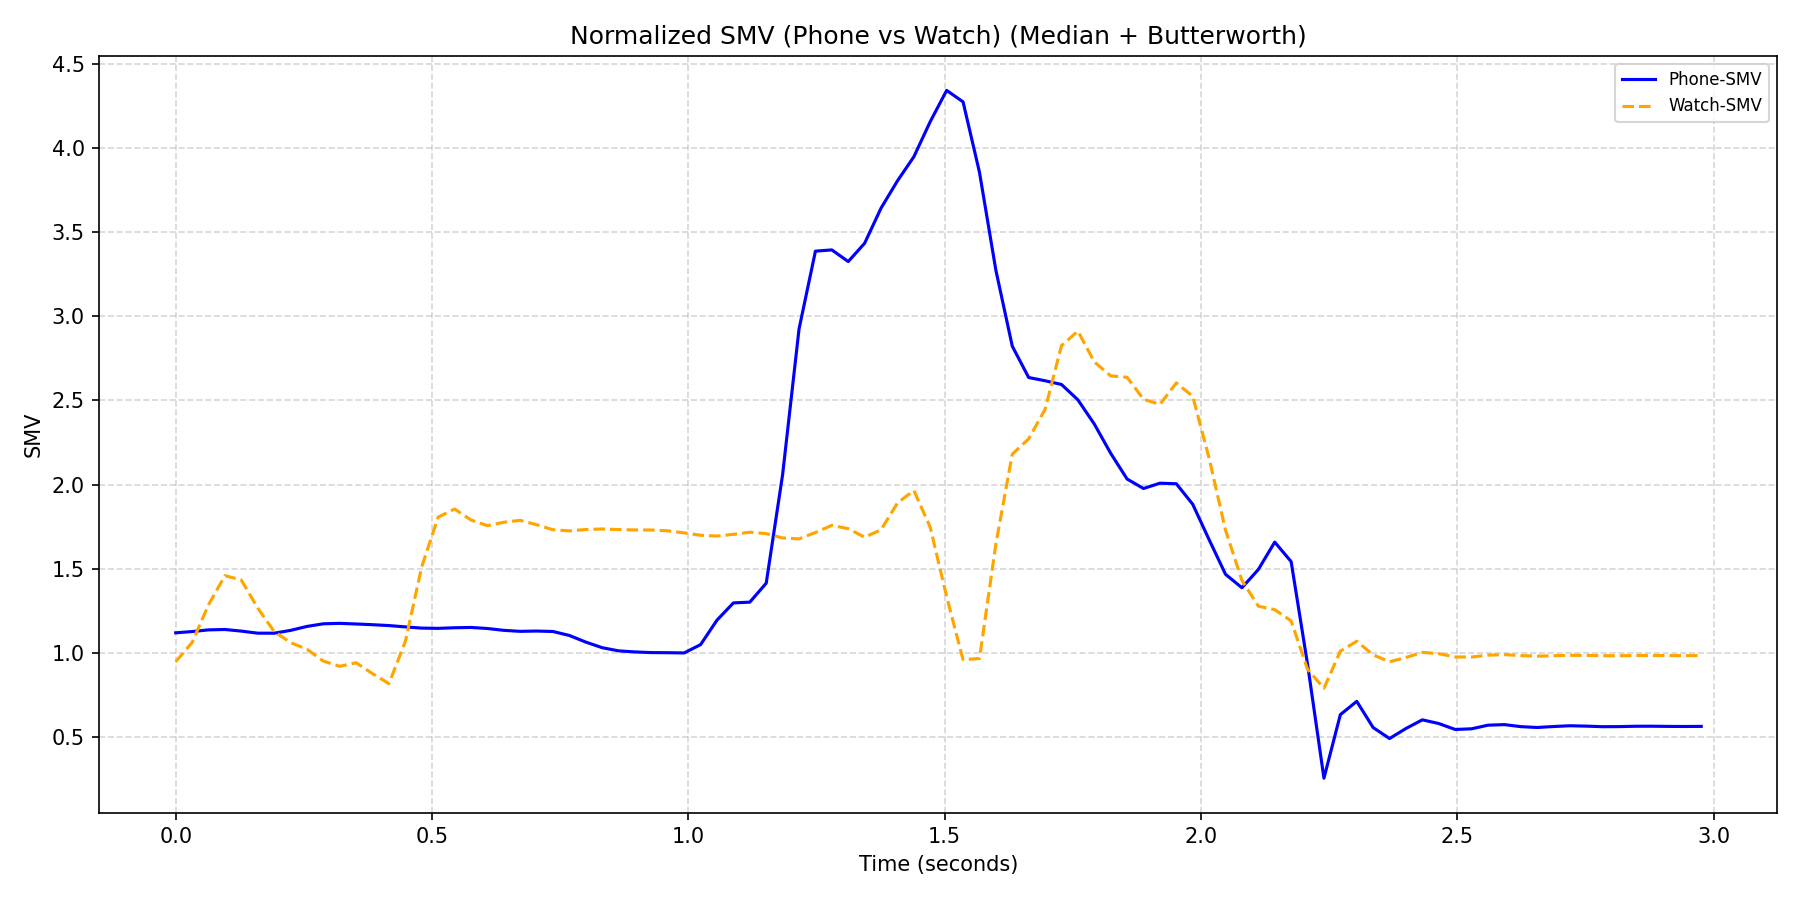 Normalized SMV (Phone vs Watch) (Median + Butterworth)
Phone-SMV
Watch-SMV
SMV
4.5
4.0
3.5
3.0
2.5
2.0
1.5
1.0
0.5
0.0 0.5 1.0 1.5 2.0 2.5 3.0
Time (seconds)